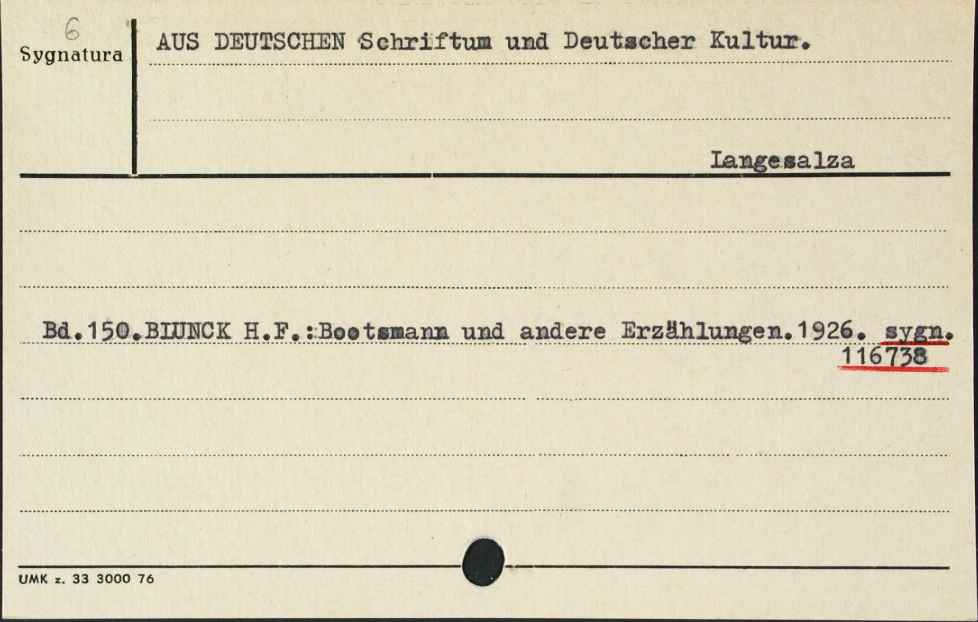 6
Sygnatura
AUS DEUTSCHEN Schriftum und Deutscher Kultur.
Langesalza
Bd.150.BLUNCK H.F.:Bootsmann und andere Erzählungen.1926. sygn.
116738
UMK z. 33 3000 76